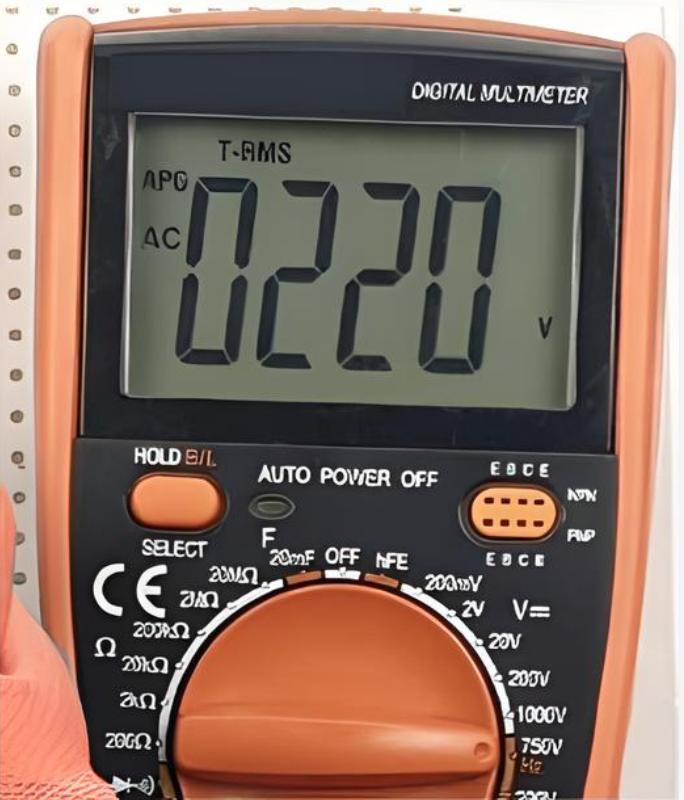 DIGITAL MULTIMETER
T-RMS
APO
AC
0220
V
HOLD B/L
AUTO POWER OFF
E B C E
NPN
PNP
E B C E
SELECT
F
20mF OFF hFE
20MΩ
200mV
2MΩ
2V
V
200kΩ
20V
Ω
20kΩ
200V
2kΩ
1000V
200Ω
750V
Hz
200V